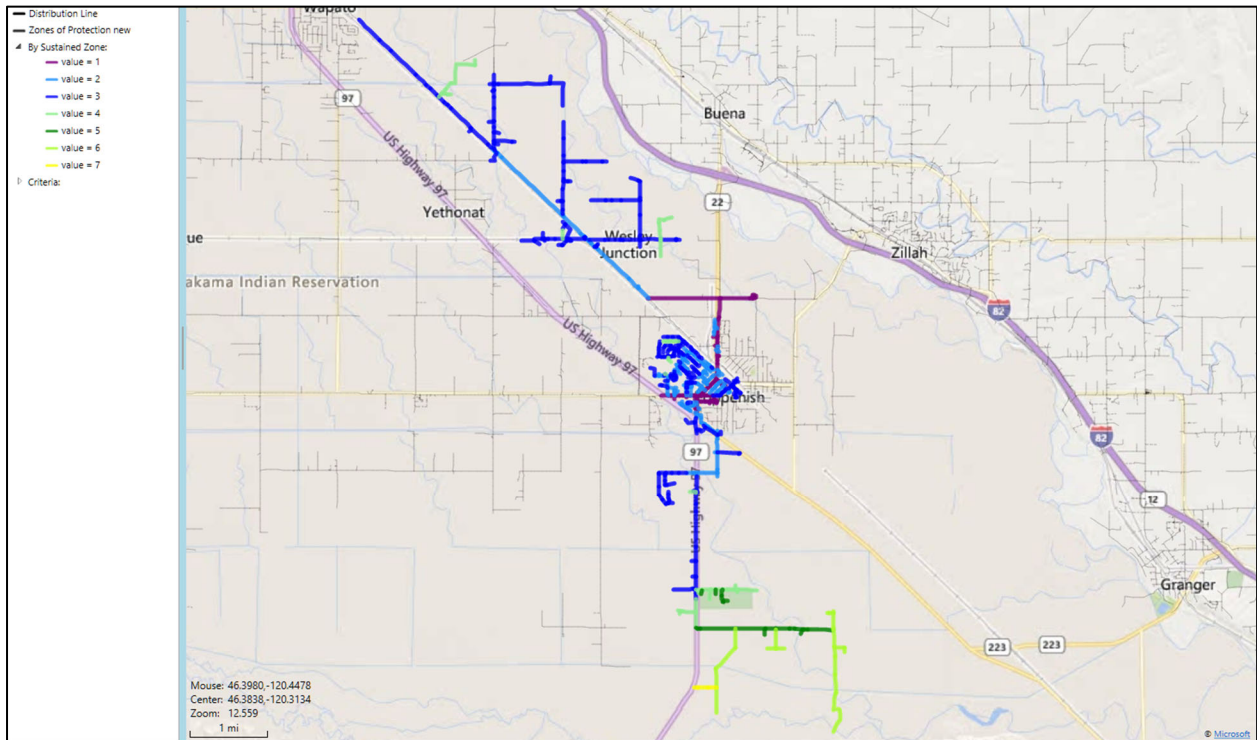 Distribution Line
Zones of Protection new
By Sustained Zone:
value = 1
value = 2
value = 3
value = 4
value = 5
value = 6
value = 7
Criteria:
Wapato
97
US Highway 97
Buena
22
Yethonat
ue
Wesley
Junction
Zillah
akama Indian Reservation
82
US Highway 97
penish
82
97
US Highway 97
12
Granger
223
223
Mouse: 46.3980,-120.4478
Center: 46.3838,-120.3134
Zoom: 12.559
1 mi
© Microsoft